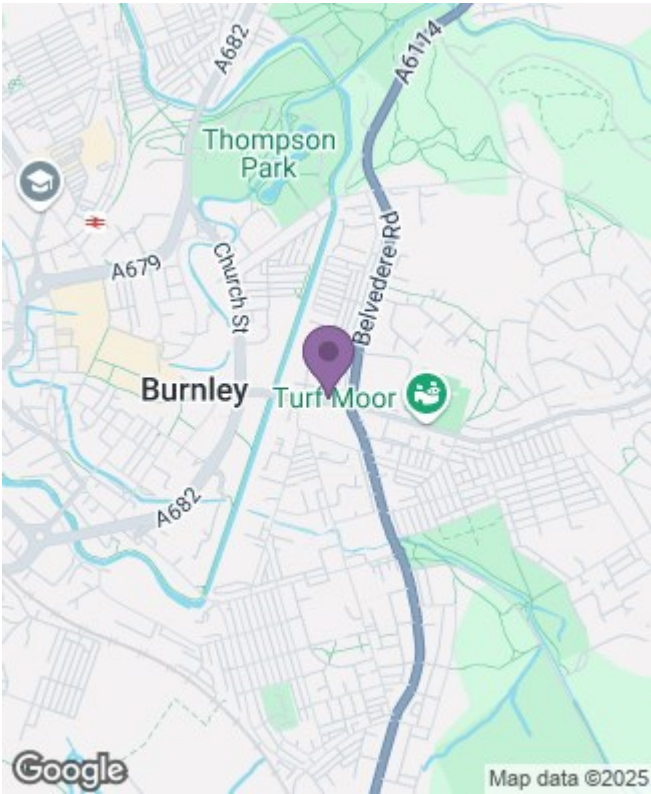 A682
A6114
Thompson
Park
A679
Church St
Belvedere Rd
Burnley
Turf Moor
A682
Google
Map data ©2025